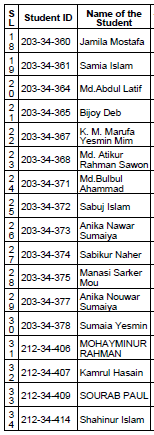 SL Student ID Name of the Student
18 203-34-360 Jamila Mostafa
19 203-34-361 Samia Islam
20 203-34-364 Md.Abdul Latif
21 203-34-365 Bijoy Deb
22 203-34-367 K. M. Marufa Yesmin Mim
23 203-34-368 Md. Atikur Rahman Sawon
24 203-34-371 Md.Bulbul Ahammad
25 203-34-372 Sabuj Islam
26 203-34-373 Anika Nawar Sumaiya
27 203-34-374 Sabikur Naher
28 203-34-375 Manasi Sarker Mou
29 203-34-377 Anika Nouwar Sumaiya
30 203-34-378 Sumaia Yesmin
31 212-34-406 MOHAYMINUR RAHMAN
32 212-34-407 Kamrul Hasain
33 212-34-409 SOURAB PAUL
34 212-34-414 Shahinur Islam